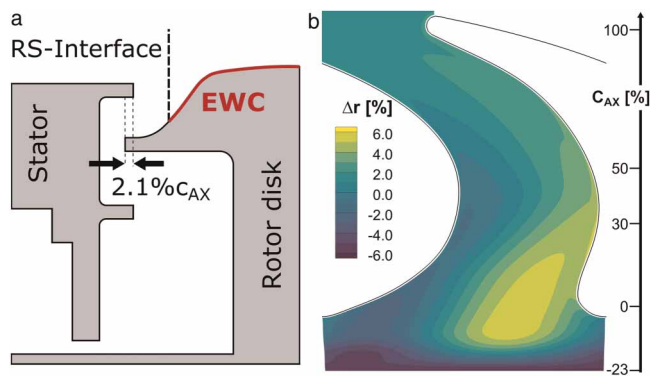 a
RS-Interface
EWC
Stator
2.1%cAX
Rotor disk
b
Δr [%]
6.0
4.0
2.0
0.0
-2.0
-4.0
-6.0
100
CAX [%]
50
30
0
-23